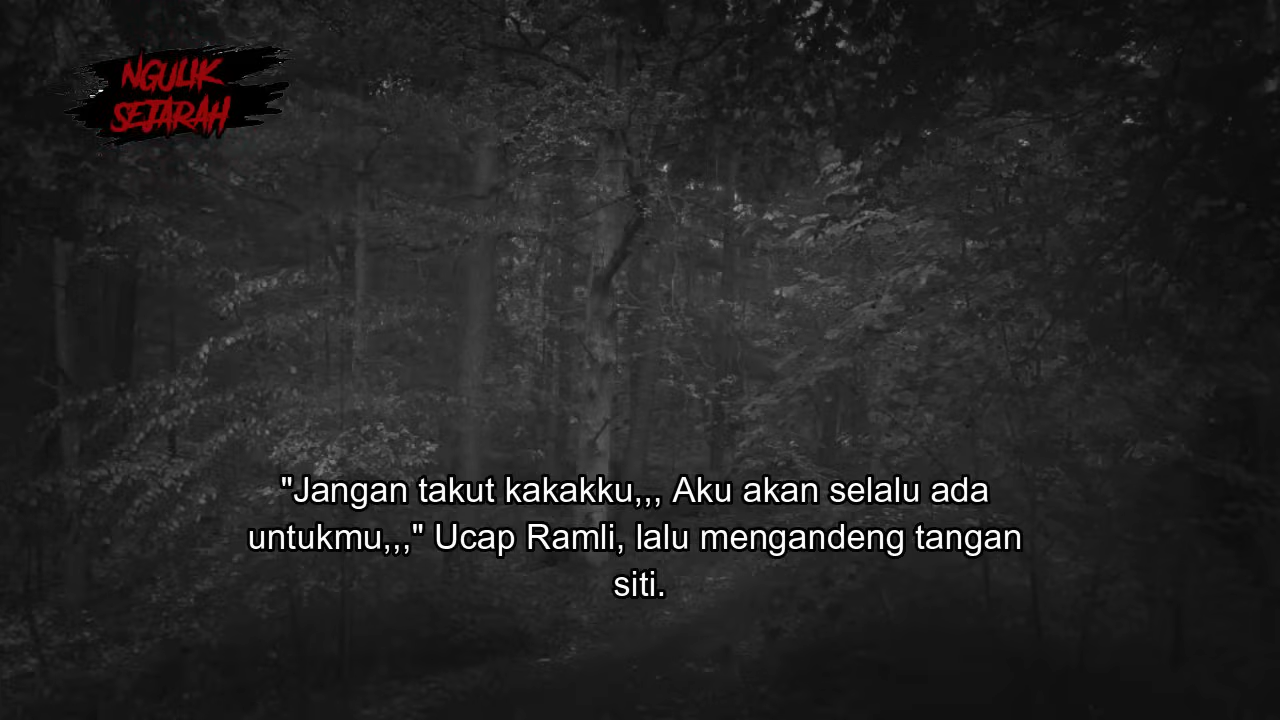 NGULIK
SEJARAH
"Jangan takut kakakku,,, Aku akan selalu ada
untukmu,,," Ucap Ramli, lalu mengandeng tangan
siti.